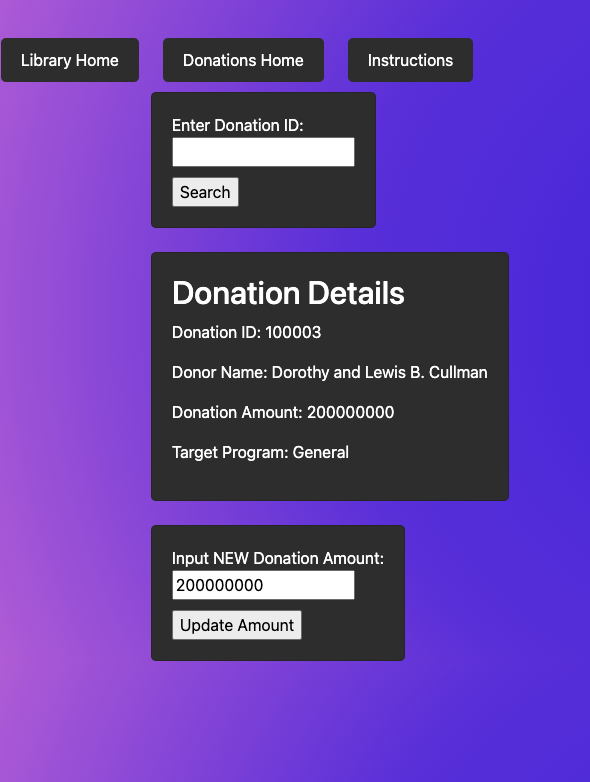 Library Home Donations Home Instructions
Enter Donation ID:
Search
Donation Details
Donation ID: 100003
Donor Name: Dorothy and Lewis B. Cullman
Donation Amount: 200000000
Target Program: General
Input NEW Donation Amount:
200000000
Update Amount